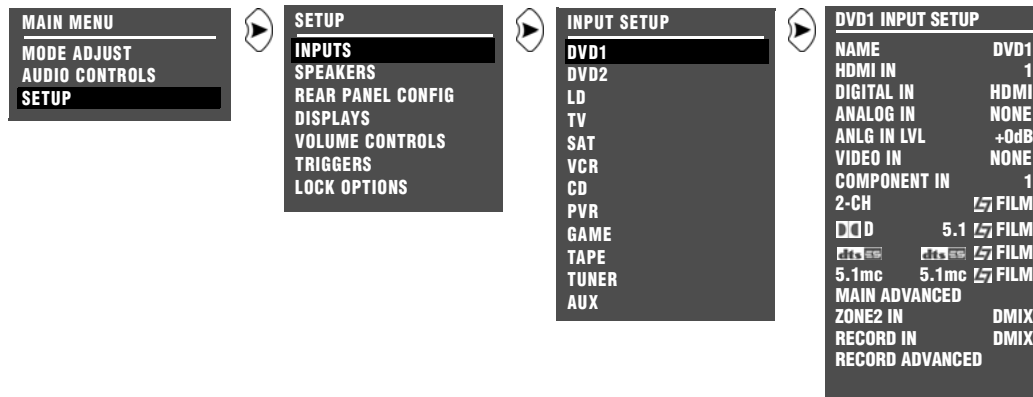 MAIN MENU
MODE ADJUST
AUDIO CONTROLS
SETUP
SETUP
INPUTS
SPEAKERS
REAR PANEL CONFIG
DISPLAYS
VOLUME CONTROLS
TRIGGERS
LOCK OPTIONS
INPUT SETUP
DVD1
DVD2
LD
TV
SAT
VCR
CD
PVR
GAME
TAPE
TUNER
AUX
DVD1 INPUT SETUP
NAME DVD1
HDMI IN 1
DIGITAL IN HDMI
ANALOG IN NONE
ANLG IN LVL +0dB
VIDEO IN NONE
COMPONENT IN 1
2-CH FILM
D 5.1 FILM
dts ES dts ES FILM
5.1mc 5.1mc FILM
MAIN ADVANCED
ZONE2 IN DMIX
RECORD IN DMIX
RECORD ADVANCED